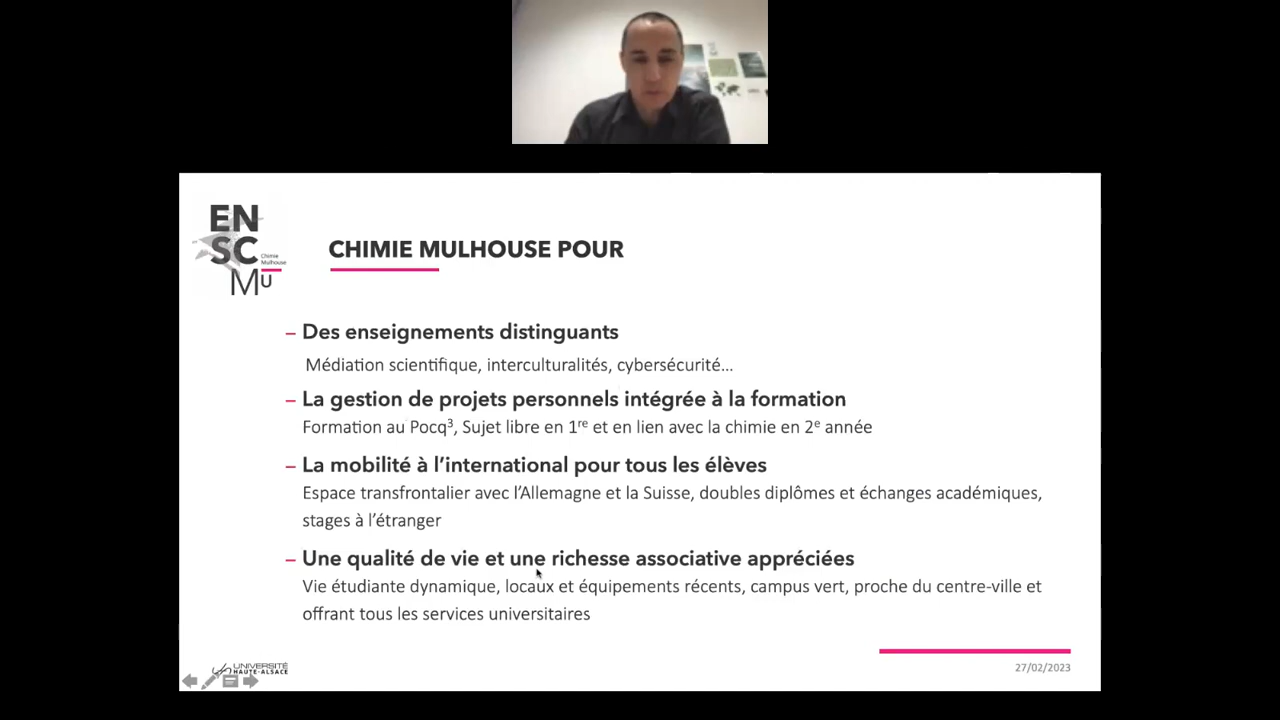 EN
SC
MU
Chimie
Mulhouse
CHIMIE MULHOUSE POUR
– Des enseignements distinguants
Médiation scientifique, interculturalités, cybersécurité...
– La gestion de projets personnels intégrée à la formation
Formation au Pocq³, Sujet libre en 1re et en lien avec la chimie en 2e année
– La mobilité à l’international pour tous les élèves
Espace transfrontalier avec l’Allemagne et la Suisse, doubles diplômes et échanges académiques,
stages à l’étranger
– Une qualité de vie et une richesse associative appréciées
Vie étudiante dynamique, locaux et équipements récents, campus vert, proche du centre-ville et
offrant tous les services universitaires
UNIVERSITÉ
HAUTE-ALSACE
27/02/2023